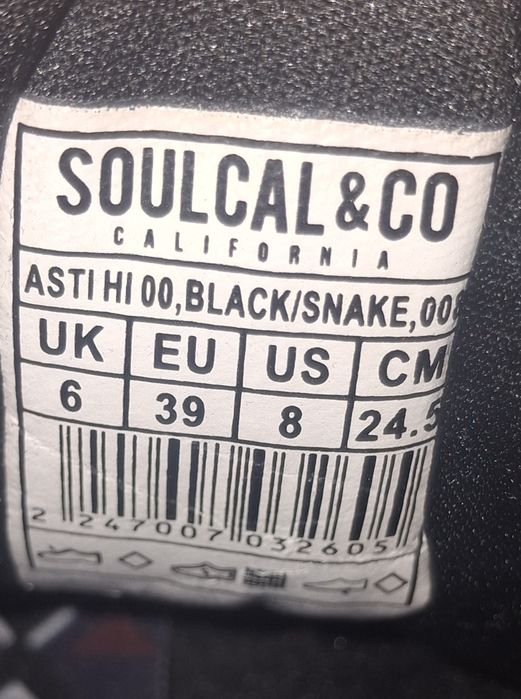 SOULCAL&CO
CALIFORNIA
ASTI HI 00,BLACK/SNAKE,00
UK EU US CM
6 39 8 24.5
2 247007 032605